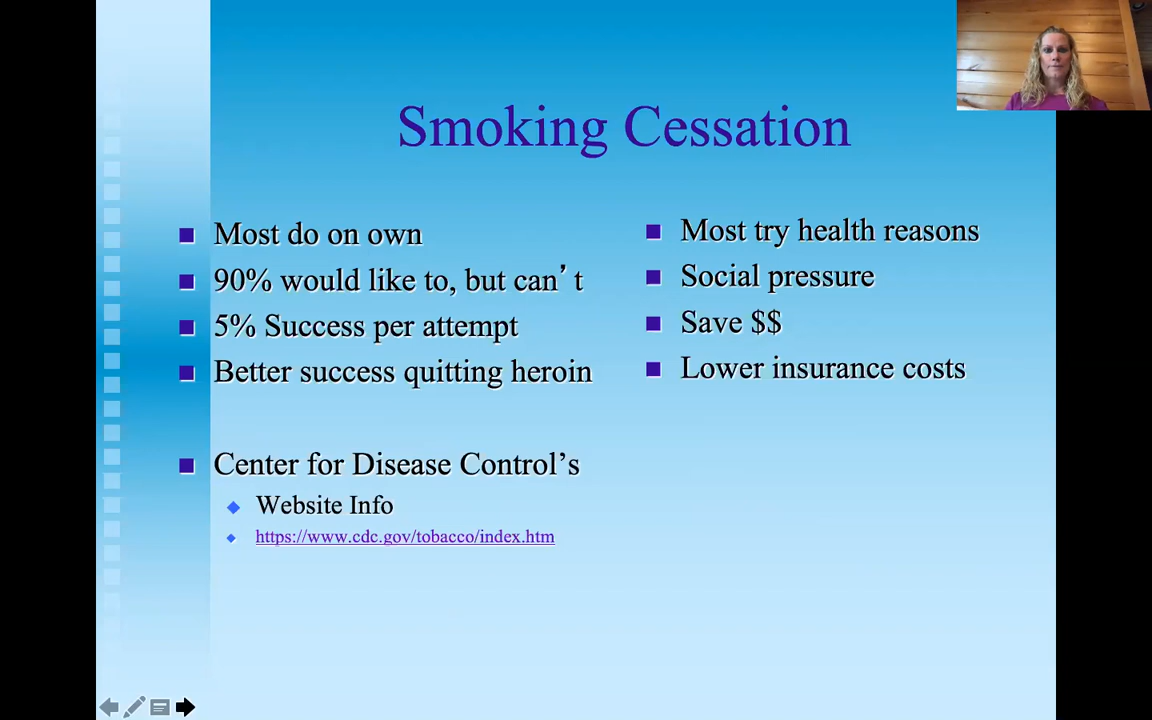 Smoking Cessation
Most do on own
90% would like to, but can’t
5% Success per attempt
Better success quitting heroin
Center for Disease Control’s
Website Info
https://www.cdc.gov/tobacco/index.htm
Most try health reasons
Social pressure
Save $$
Lower insurance costs